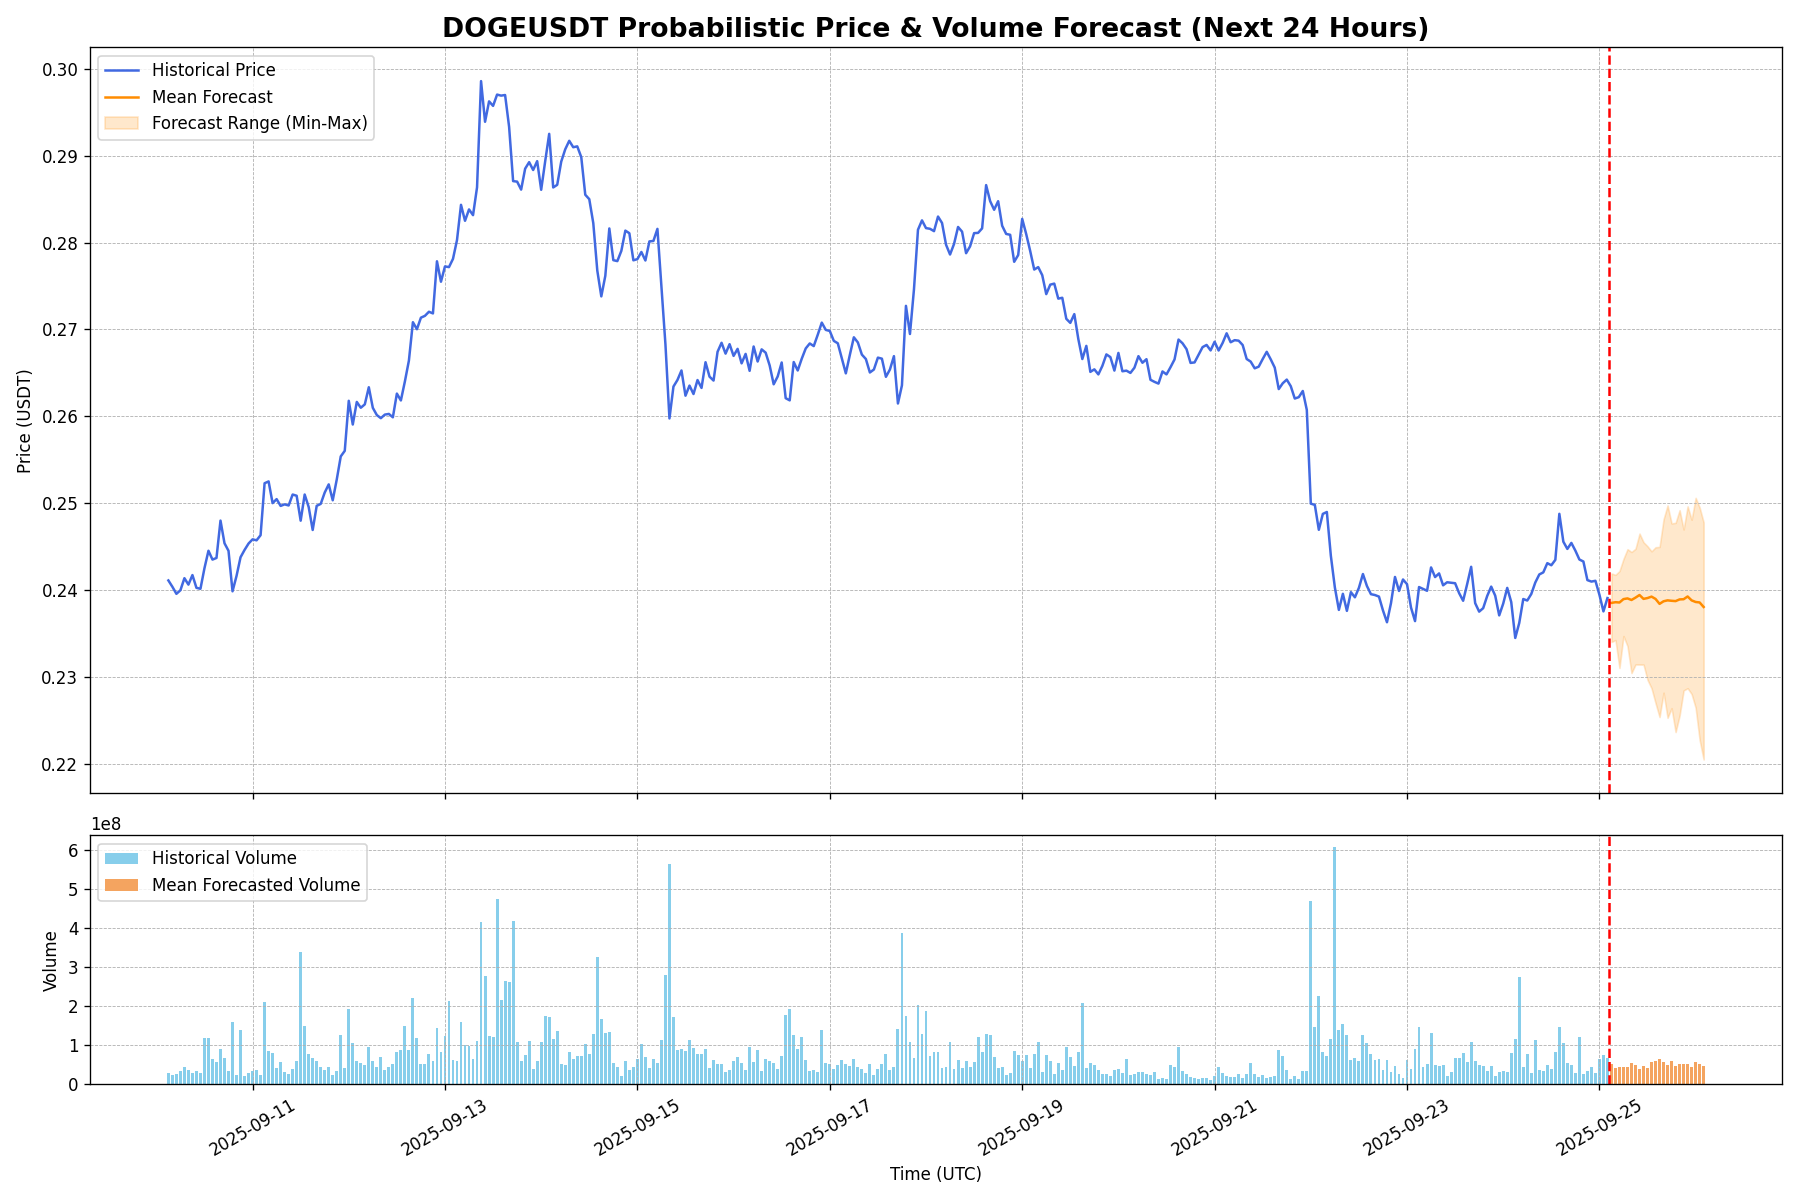 DOGEUSDT Probabilistic Price & Volume Forecast (Next 24 Hours)
Historical Price
Mean Forecast
Forecast Range (Min-Max)
0.30
0.29
0.28
0.27
0.26
0.25
0.24
0.23
0.22
Price (USDT)
1e8
Historical Volume
Mean Forecasted Volume
6
5
4
3
2
1
0
Volume
2025-09-11
2025-09-13
2025-09-15
2025-09-17
2025-09-19
2025-09-21
2025-09-23
2025-09-25
Time (UTC)